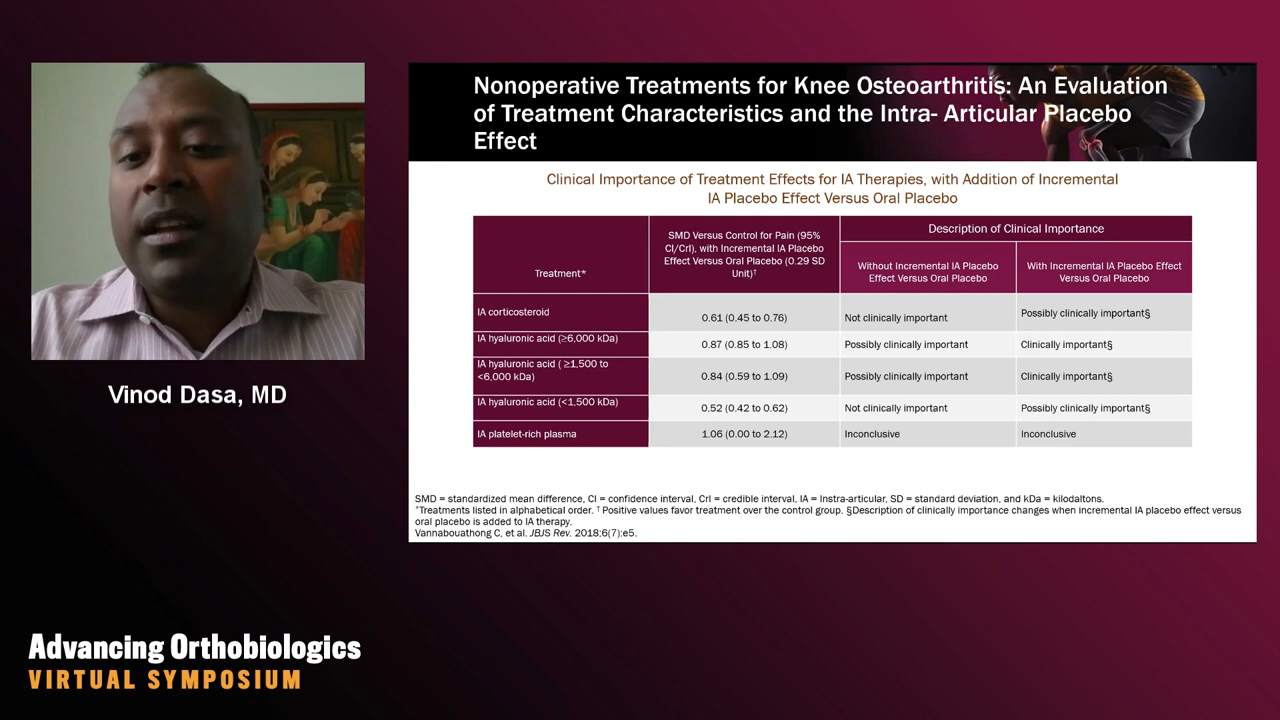 Nonoperative Treatments for Knee Osteoarthritis: An Evaluation
of Treatment Characteristics and the Intra- Articular Placebo
Effect
Clinical Importance of Treatment Effects for IA Therapies, with Addition of Incremental
IA Placebo Effect Versus Oral Placebo
Treatment*
SMD Versus Control for Pain (95%
CI/CrI), with Incremental IA Placebo
Effect Versus Oral Placebo (0.29 SD
Unit)†
Description of Clinical Importance
Without Incremental IA Placebo
Effect Versus Oral Placebo
With Incremental IA Placebo Effect
Versus Oral Placebo
IA corticosteroid
0.61 (0.45 to 0.76)
Not clinically important
Possibly clinically important§
IA hyaluronic acid (≥6,000 kDa)
0.87 (0.85 to 1.08)
Possibly clinically important
Clinically important§
IA hyaluronic acid ( ≥1,500 to
<6,000 kDa)
0.84 (0.59 to 1.09)
Possibly clinically important
Clinically important§
IA hyaluronic acid (<1,500 kDa)
0.52 (0.42 to 0.62)
Not clinically important
Possibly clinically important§
IA platelet-rich plasma
1.06 (0.00 to 2.12)
Inconclusive
Inconclusive
SMD = standardized mean difference, CI = confidence interval, CrI = credible interval, IA = Instra-articular, SD = standard deviation, and kDa = kilodaltons.
*Treatments listed in alphabetical order. † Positive values favor treatment over the control group. §Description of clinically importance changes when incremental IA placebo effect versus
oral placebo is added to IA therapy.
Vannabouathong C, et al. JBJS Rev. 2018;6(7):e5.
Vinod Dasa, MD
Advancing Orthobiologics
VIRTUAL SYMPOSIUM